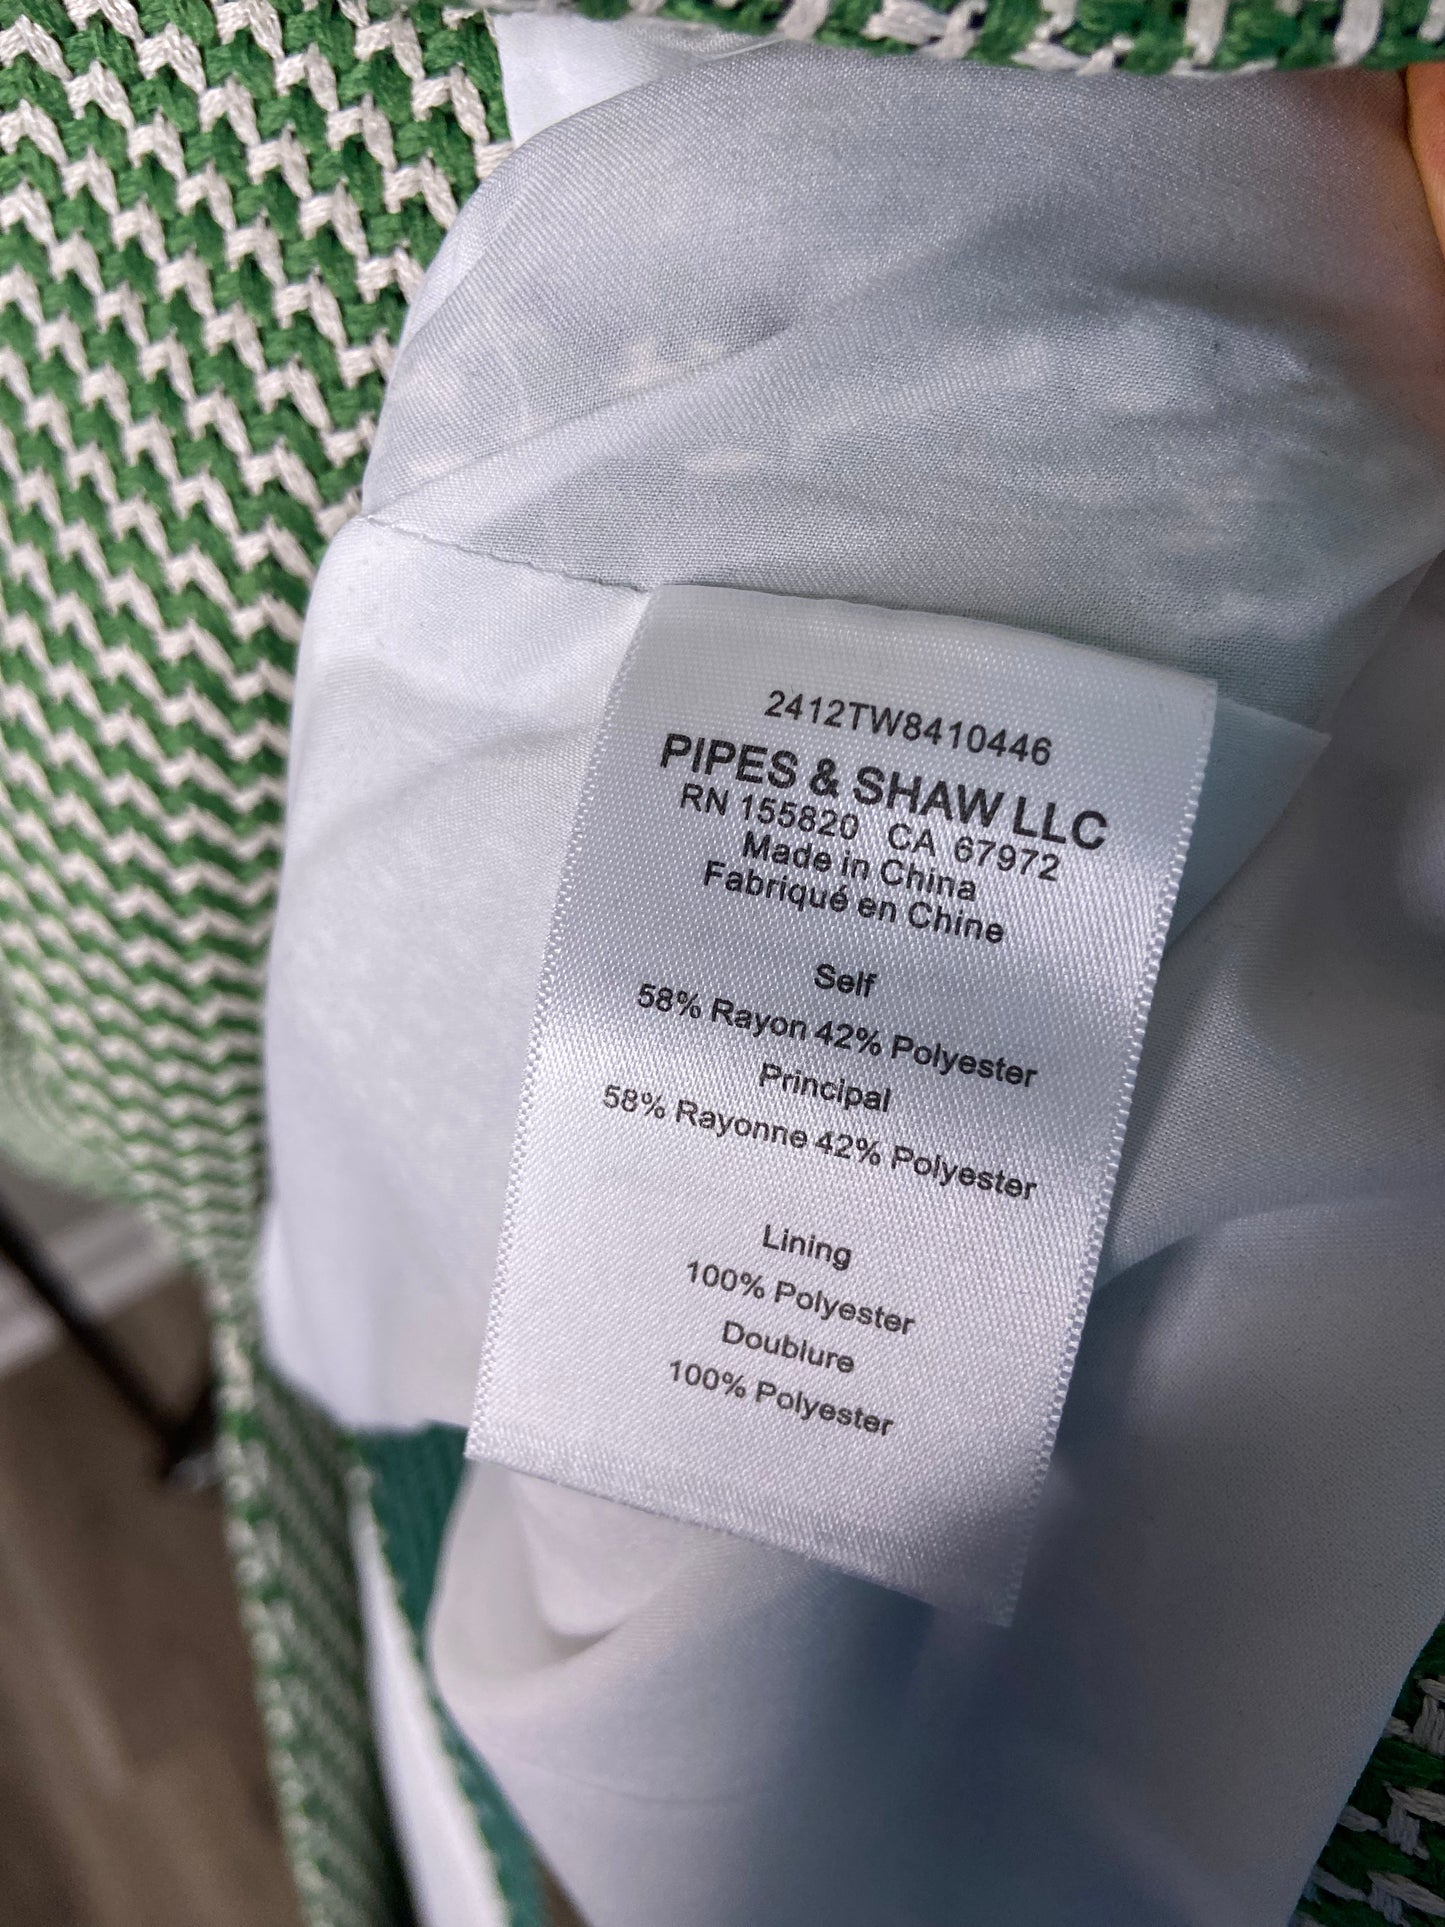 2412TW8410446
PIPES & SHAW LLC
RN 155820 CA 67972
Made in China
Fabriqué en Chine
Self
58% Rayon 42% Polyester
Principal
58% Rayonne 42% Polyester
Lining
100% Polyester
Doublure
100% Polyester